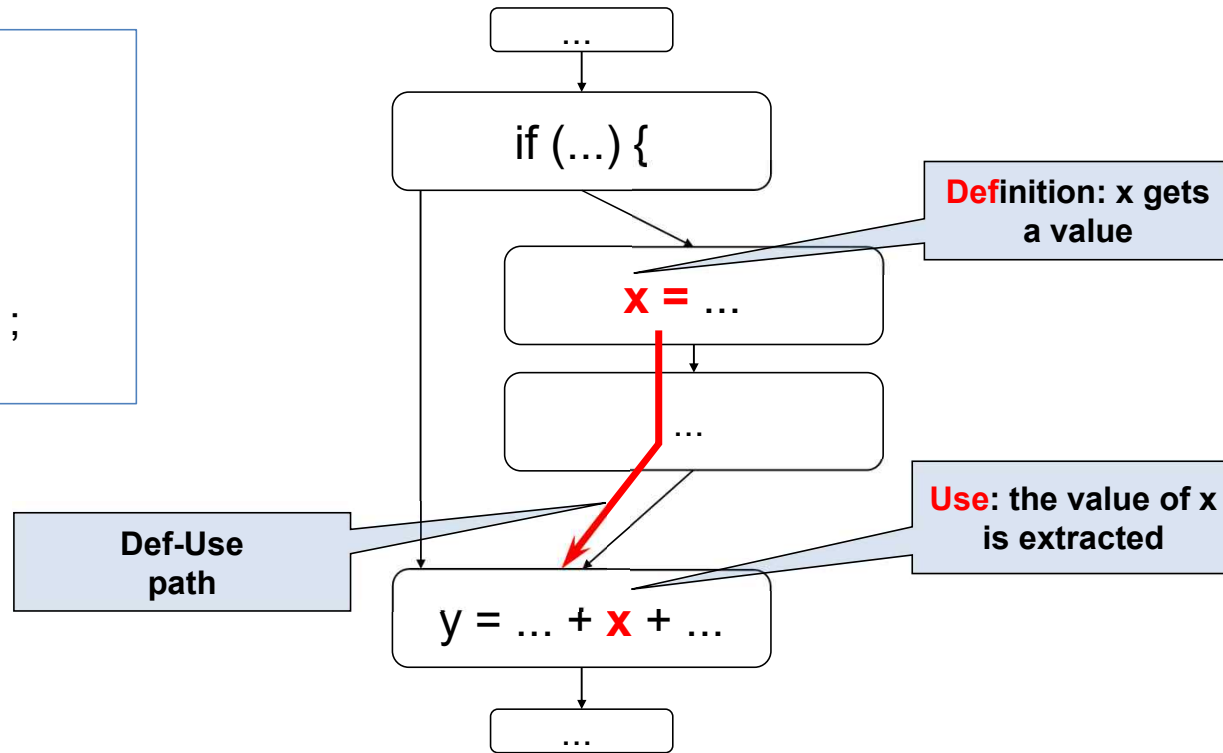 ...
if (...) {
Definition: x gets
a value
x = ...
;
...
Use: the value of x
is extracted
Def-Use
path
y = ... + x + ...
...